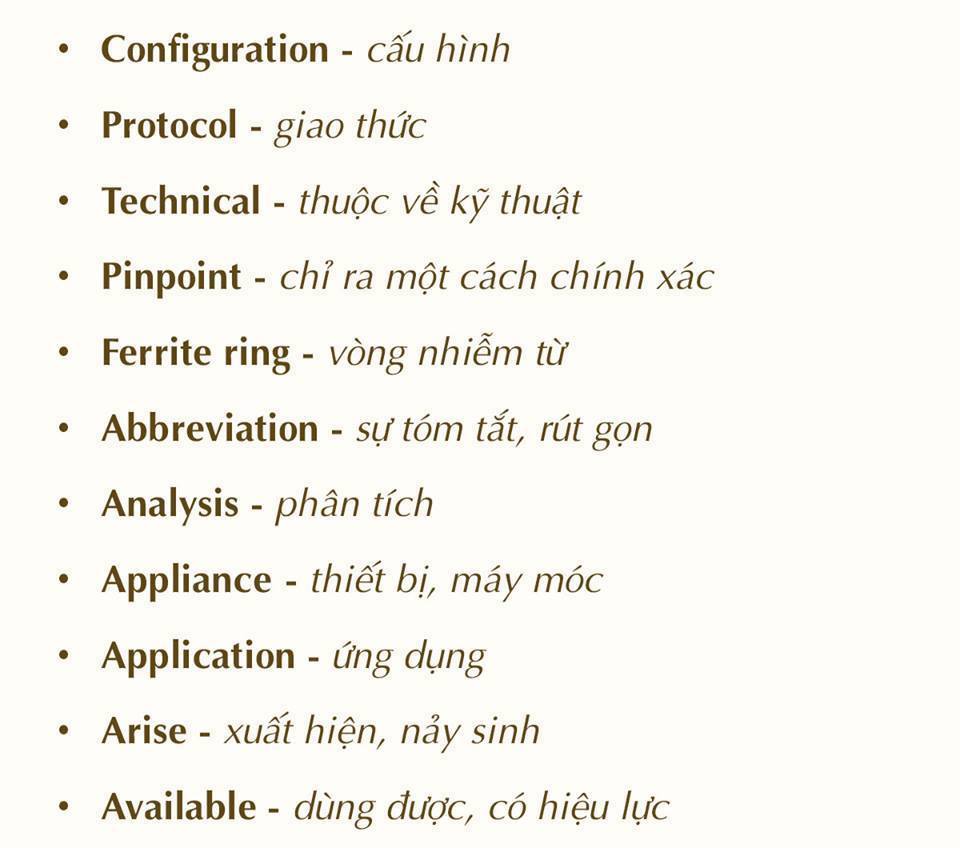 • Configuration - cấu hình
• Protocol - giao thức
• Technical - thuộc về kỹ thuật
• Pinpoint - chỉ ra một cách chính xác
• Ferrite ring - vòng nhiễm từ
• Abbreviation - sự tóm tắt, rút gọn
• Analysis - phân tích
• Appliance - thiết bị, máy móc
• Application - ứng dụng
• Arise - xuất hiện, nảy sinh
• Available - dùng được, có hiệu lực